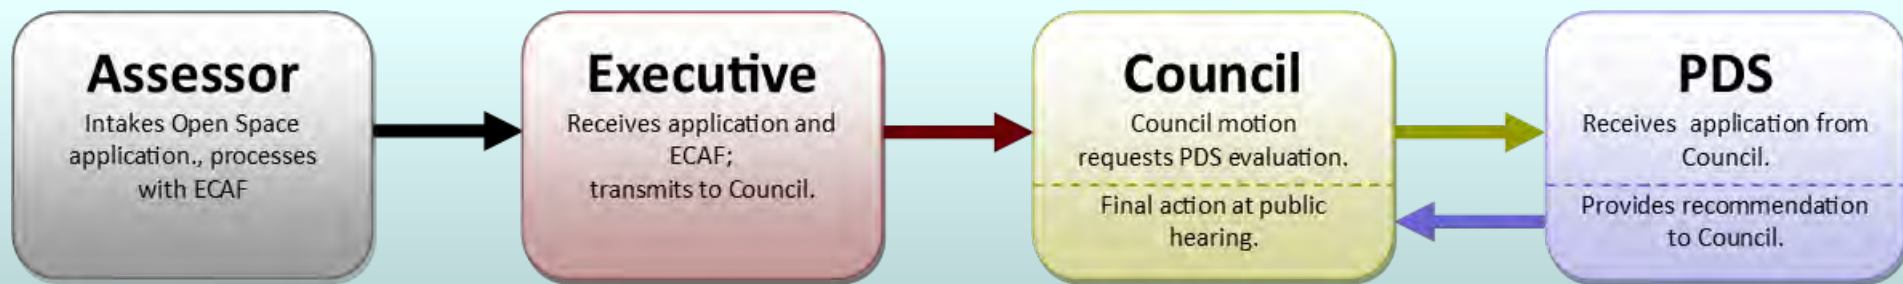 Assessor
Intakes Open Space
application., processes
with ECAF
Executive
Receives application and
ECAF;
transmits to Council.
Council
Council motion
requests PDS evaluation.
Final action at public
hearing.
PDS
Receives  application from
Council.
Provides recommendation
to Council.